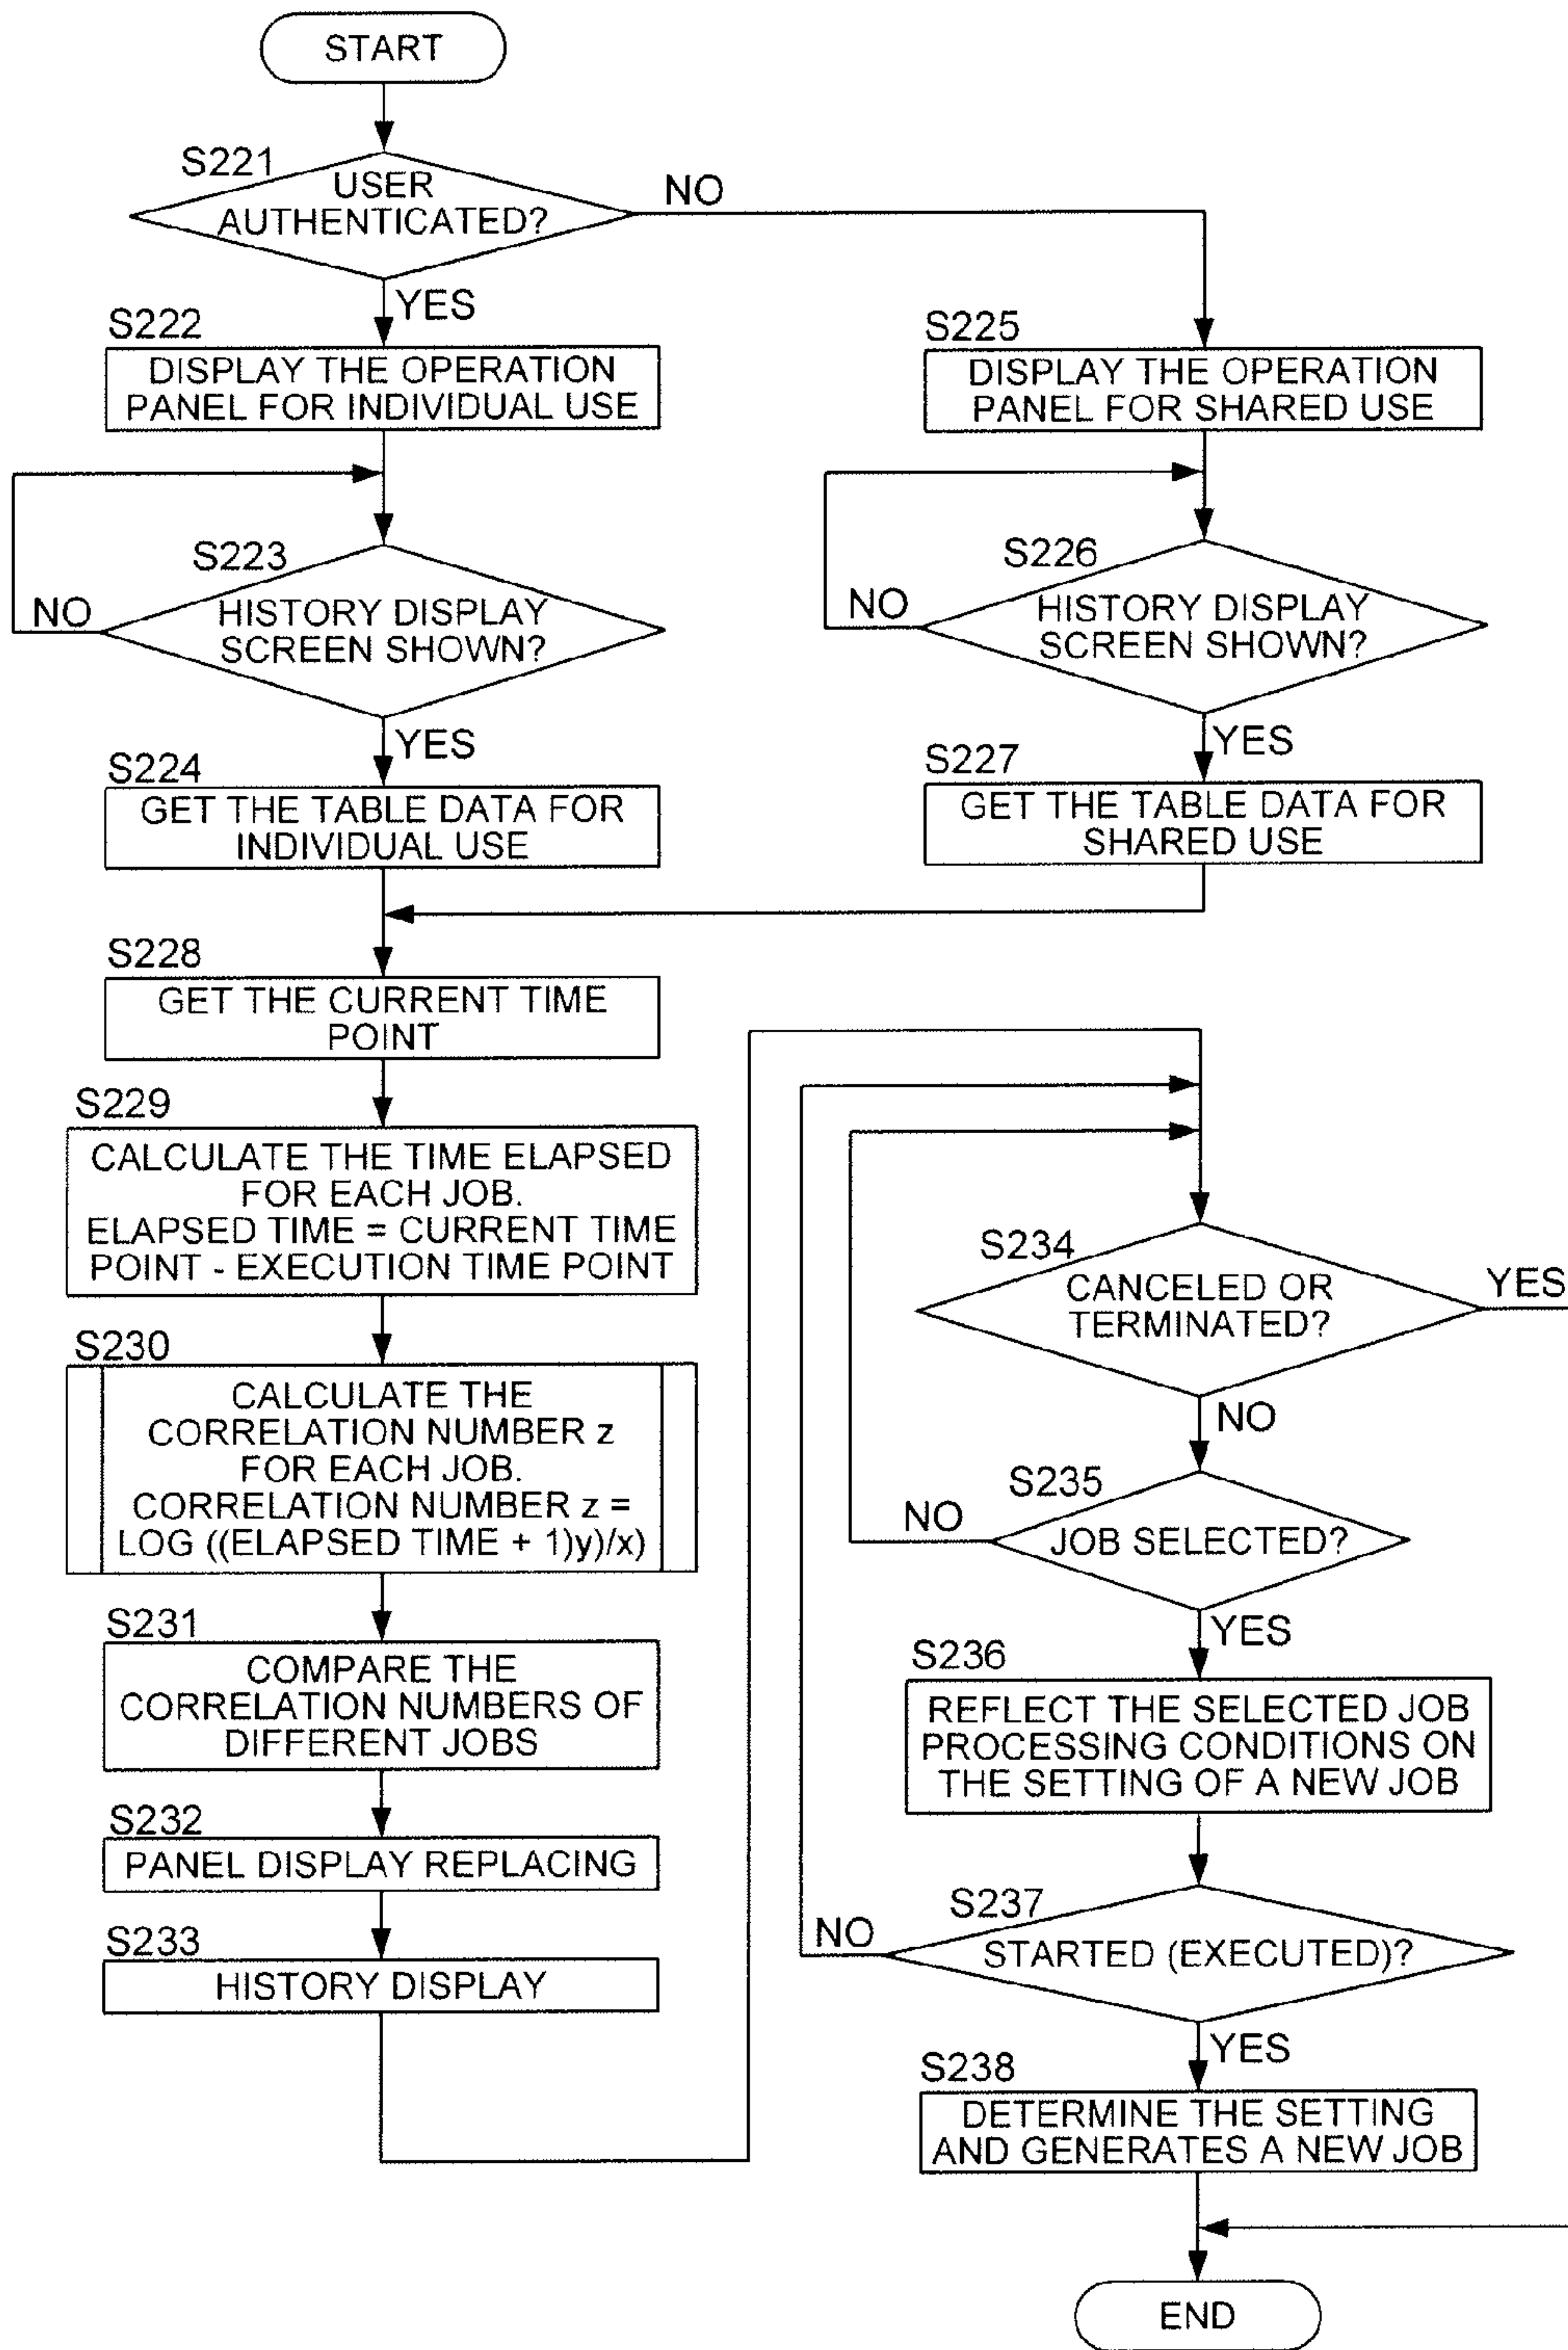 START
S221
USER
AUTHENTICATED?
NO
YES
S222
DISPLAY THE OPERATION
PANEL FOR INDIVIDUAL USE
S223
HISTORY DISPLAY
SCREEN SHOWN?
NO
YES
S224
GET THE TABLE DATA FOR
INDIVIDUAL USE
S225
DISPLAY THE OPERATION
PANEL FOR SHARED USE
S226
HISTORY DISPLAY
SCREEN SHOWN?
NO
YES
S227
GET THE TABLE DATA FOR
SHARED USE
S228
GET THE CURRENT TIME
POINT
S229
CALCULATE THE TIME ELAPSED
FOR EACH JOB.
ELAPSED TIME = CURRENT TIME
POINT - EXECUTION TIME POINT
S230
CALCULATE THE
CORRELATION NUMBER z
FOR EACH JOB.
CORRELATION NUMBER z =
LOG ((ELAPSED TIME + 1)y)/x)
S231
COMPARE THE
CORRELATION NUMBERS OF
DIFFERENT JOBS
S232
PANEL DISPLAY REPLACING
S233
HISTORY DISPLAY
S234
CANCELED OR
TERMINATED?
YES
NO
S235
JOB SELECTED?
NO
YES
S236
REFLECT THE SELECTED JOB
PROCESSING CONDITIONS ON
THE SETTING OF A NEW JOB
S237
STARTED (EXECUTED)?
NO
YES
S238
DETERMINE THE SETTING
AND GENERATES A NEW JOB
END